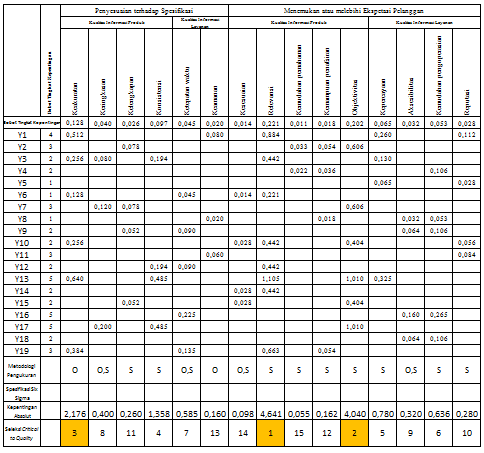 Penyesuaian terhadap Spesifikasi Menemukan atau melebihi Ekspetasi Pelanggan
Kualitas Informasi Produk Kualitas Informasi Layanan Kualitas Informasi Produk Kualitas Informasi Layanan
Bobot Tingkat Kepentingan Keakuratan Keringkasan Kelengkapan Konsistensi Ketepatan waktu Keamanan Kesesuaian Relevansi Kemudahan pemahaman Kemampuan penafsiran Objektivitas Kepercayaan Aksesibilitas Kemudahan pengoperasian Reputasi
Bobot Tingkat Kepentingan 0,128 0,040 0,026 0,097 0,045 0,020 0,014 0,221 0,011 0,018 0,202 0,065 0,032 0,053 0,028
Y1 4 0,512 0,080 0,884 0,260 0,112
Y2 3 0,078 0,033 0,054 0,606
Y3 2 0,256 0,080 0,194 0,442 0,130
Y4 2 0,022 0,036 0,106
Y5 1 0,065 0,028
Y6 1 0,128 0,045 0,014 0,221
Y7 3 0,120 0,078 0,606
Y8 1 0,020 0,018 0,032 0,053
Y9 2 0,052 0,090 0,064 0,106
Y10 2 0,256 0,028 0,442 0,404 0,056
Y11 3 0,060 0,084
Y12 2 0,194 0,090 0,442
Y13 5 0,640 0,485 1,105 1,010 0,325
Y14 2 0,028 0,442
Y15 2 0,052 0,028 0,404
Y16 5 0,225 0,160 0,265
Y17 5 0,200 0,485 1,010
Y18 2 0,064 0,106
Y19 3 0,384 0,135 0,663 0,054
Metodologi Pengukuran O O,S S S O,S O S S S S S S O,S S S
Spesifikasi Six Sigma
Kepentingan Absolut 2,176 0,400 0,260 1,358 0,585 0,160 0,098 4,641 0,055 0,162 4,040 0,780 0,320 0,636 0,280
Seleksi Critical to Quality 3 8 11 4 7 13 14 1 15 12 2 5 9 6 10